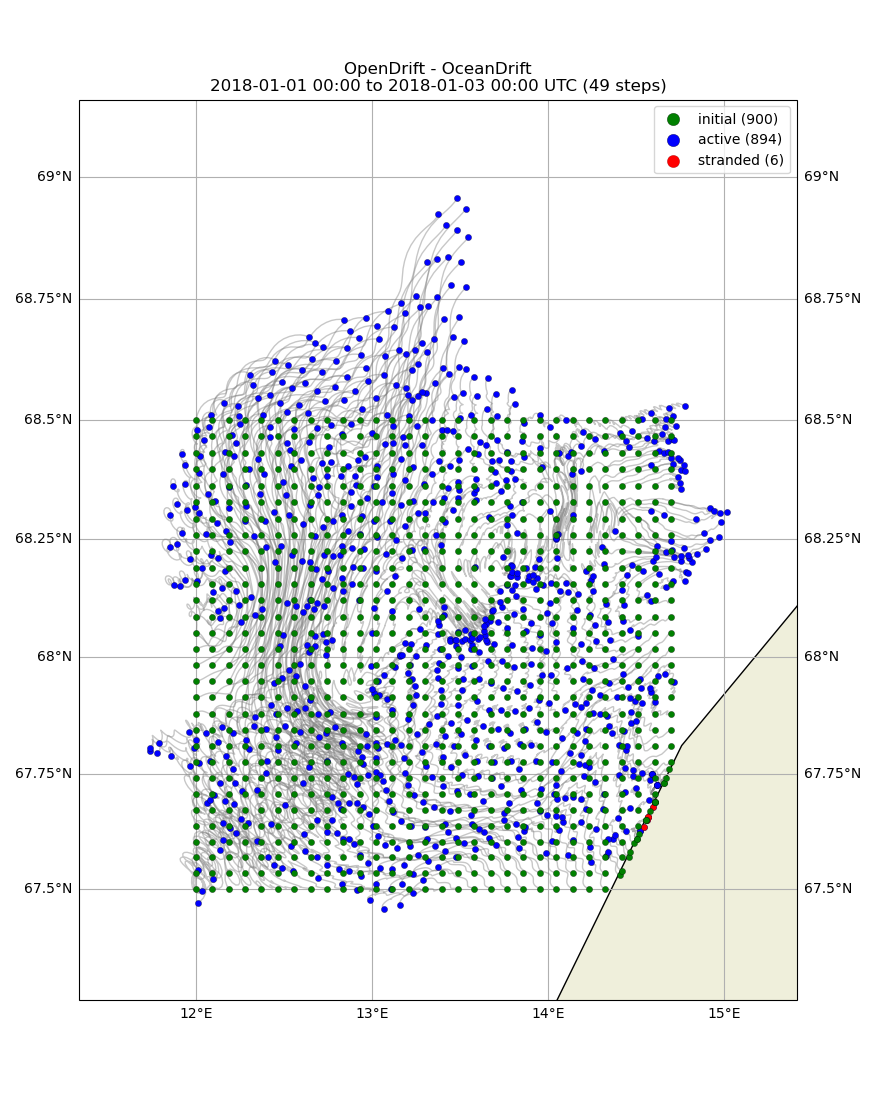 OpenDrift - OceanDrift
2018-01-01 00:00 to 2018-01-03 00:00 UTC (49 steps)
initial (900)
active (894)
stranded (6)
69°N 69°N
68.75°N 68.75°N
68.5°N 68.5°N
68.25°N 68.25°N
68°N 68°N
67.75°N 67.75°N
67.5°N 67.5°N
12°E 13°E 14°E 15°E